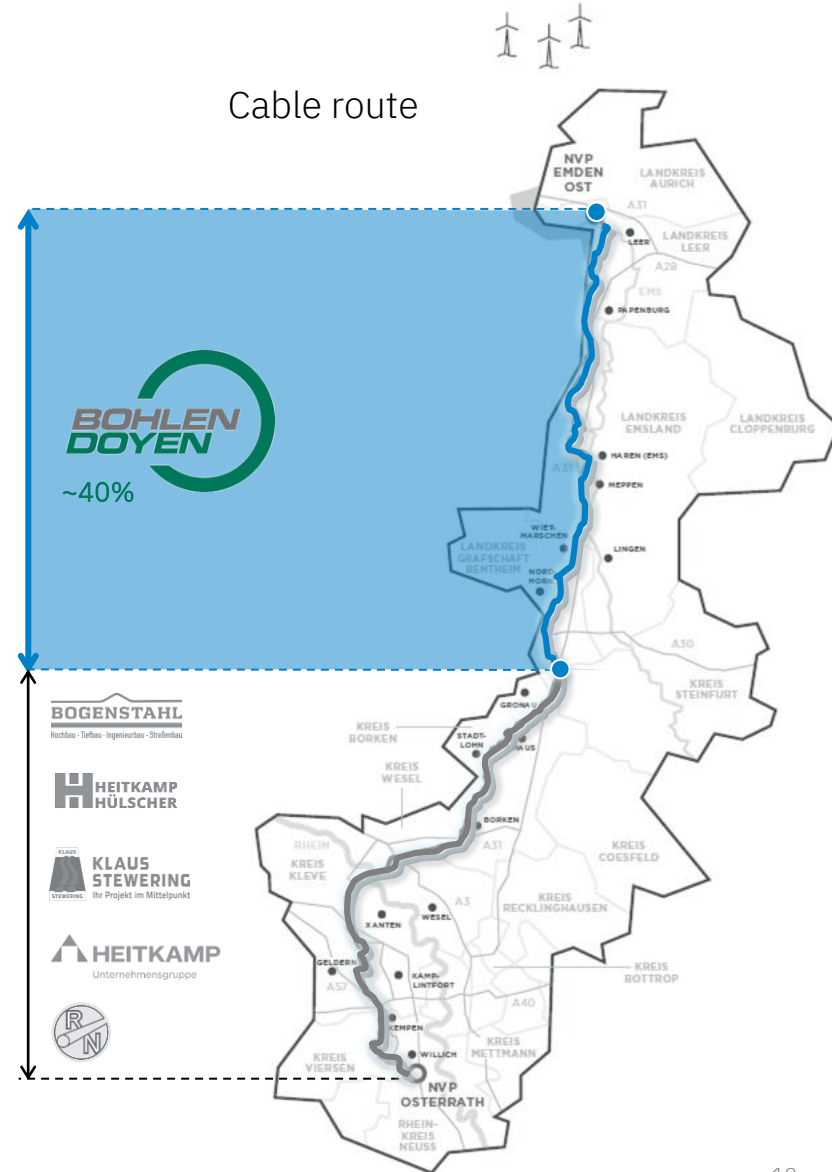 Cable route
NVP
EMDEN
OST
LANDKREIS
AURICH
A31
LEER
LANDKREIS
LEER
A28
EMS
PAPENBURG
LANDKREIS
EMSLAND
LANDKREIS
CLOPPENBURG
BOHLEN
DOYEN
~40%
HAREN (EMS)
A31
MEPPEN
WIET-
MARSCHEN
LANDKREIS
GRAFSCHAFT
BENTHEIM
LINGEN
NORD-
HORN
A30
KREIS
STEINFURT
GRONAU
BOGENSTAHL
Hochbau - Tiefbau - Ingenieurbau - Straßenbau
KREIS
BORKEN
STADT-
LOHN
HAUS
KREIS
WESEL
HEITKAMP
HÜLSCHER
BORKEN
A31
RHEIN
KREIS
KLEVE
KREIS
COESFELD
KLAUS
STEWERING
KLAUS
STEWERING
Ihr Projekt im Mittelpunkt
A3
KREIS
RECKLINGHAUSEN
WESEL
XANTEN
HEITKAMP
Unternehmensgruppe
GELDERN
KAMP-
LINTFORT
KREIS
BOTTROP
A57
A40
R
N
KEMPEN
KREIS
METTMANN
KREIS
VIERSEN
WILLICH
NVP
OSTERRATH
RHEIN-
KREIS
NEUSS